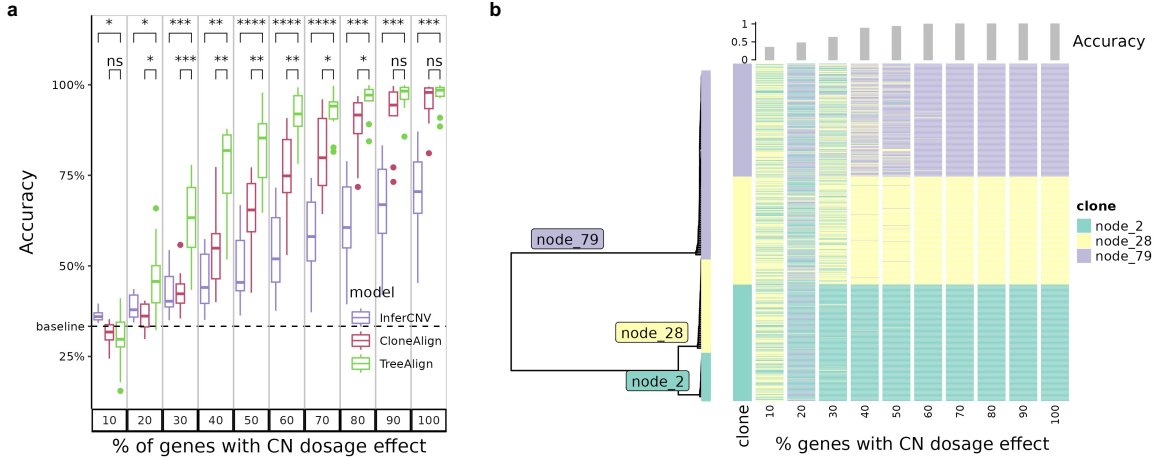 a
* * *** ** **** **** **** *** *** ***
ns * *** ** ** ** * * ns ns
100%
75%
50%
baseline
25%
Accuracy
model
InferCNV
CloneAlign
TreeAlign
10 20 30 40 50 60 70 80 90 100
% of genes with CN dosage effect
b
1
0.5
0
Accuracy
node_79
node_28
node_2
clone
node_2
node_28
node_79
clone
10 20 30 40 50 60 70 80 90 100
% genes with CN dosage effect